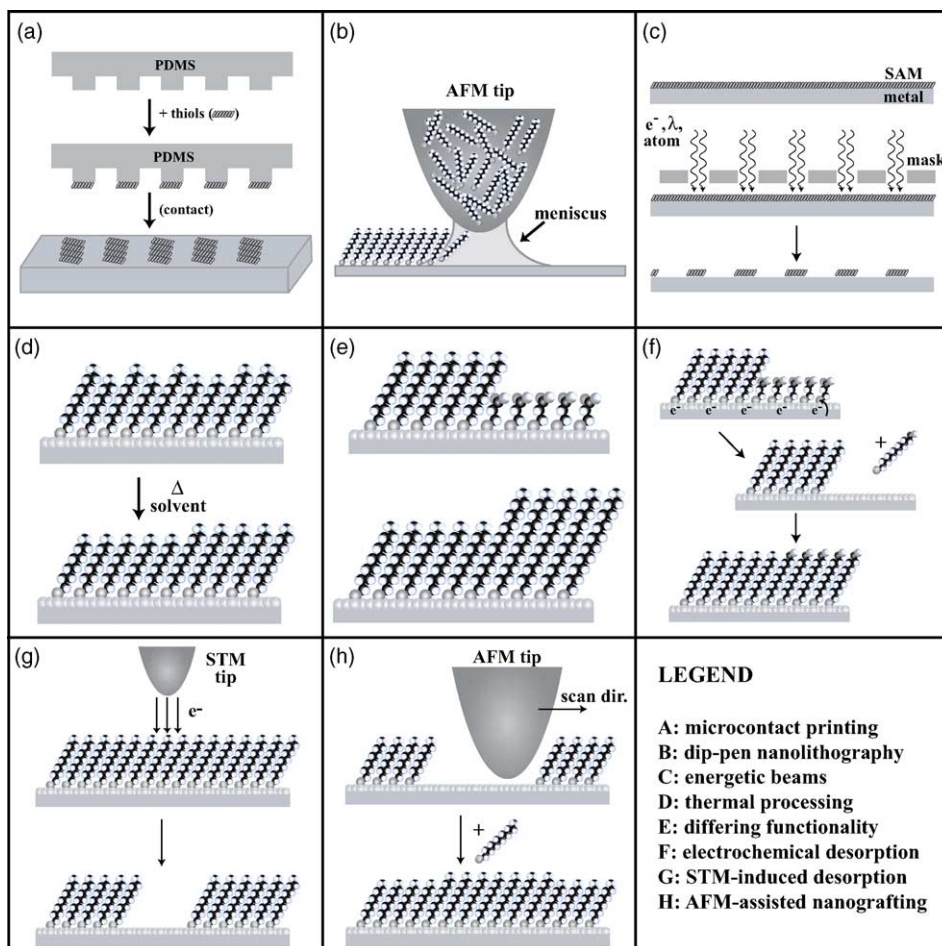 (a)
PDMS
+ thiols ( )
PDMS
(contact)
(b)
AFM tip
meniscus
(c)
SAM
metal
e-, λ,
atom
mask
(d)
Δ
solvent
(e)
(f)
e- e- e- e- e-)
+
(g)
STM
tip
e-
(h)
AFM tip
scan dir.
+
LEGEND
A: microcontact printing
B: dip-pen nanolithography
C: energetic beams
D: thermal processing
E: differing functionality
F: electrochemical desorption
G: STM-induced desorption
H: AFM-assisted nanografting